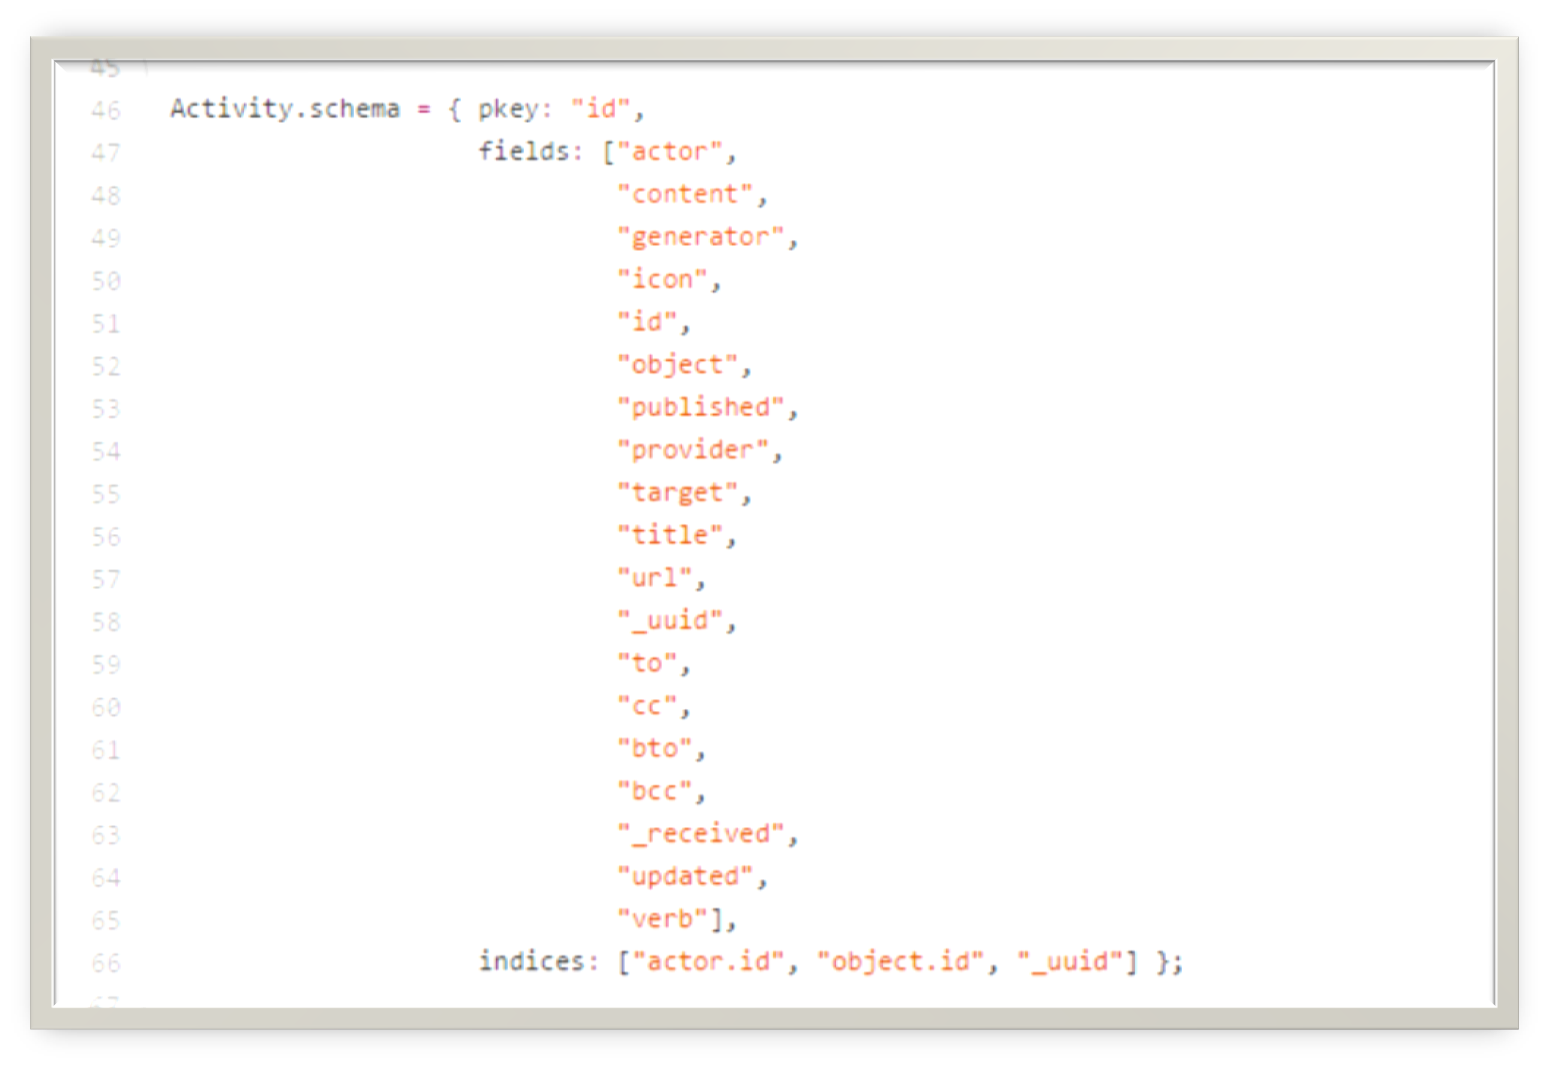 45
46 Activity.schema = { pkey: "id",
47 fields: ["actor",
48 "content",
49 "generator",
50 "icon",
51 "id",
52 "object",
53 "published",
54 "provider",
55 "target",
56 "title",
57 "url",
58 "_uuid",
59 "to",
60 "cc",
61 "bto",
62 "bcc",
63 "_received",
64 "updated",
65 "verb"],
66 indices: ["actor.id", "object.id", "_uuid"] };